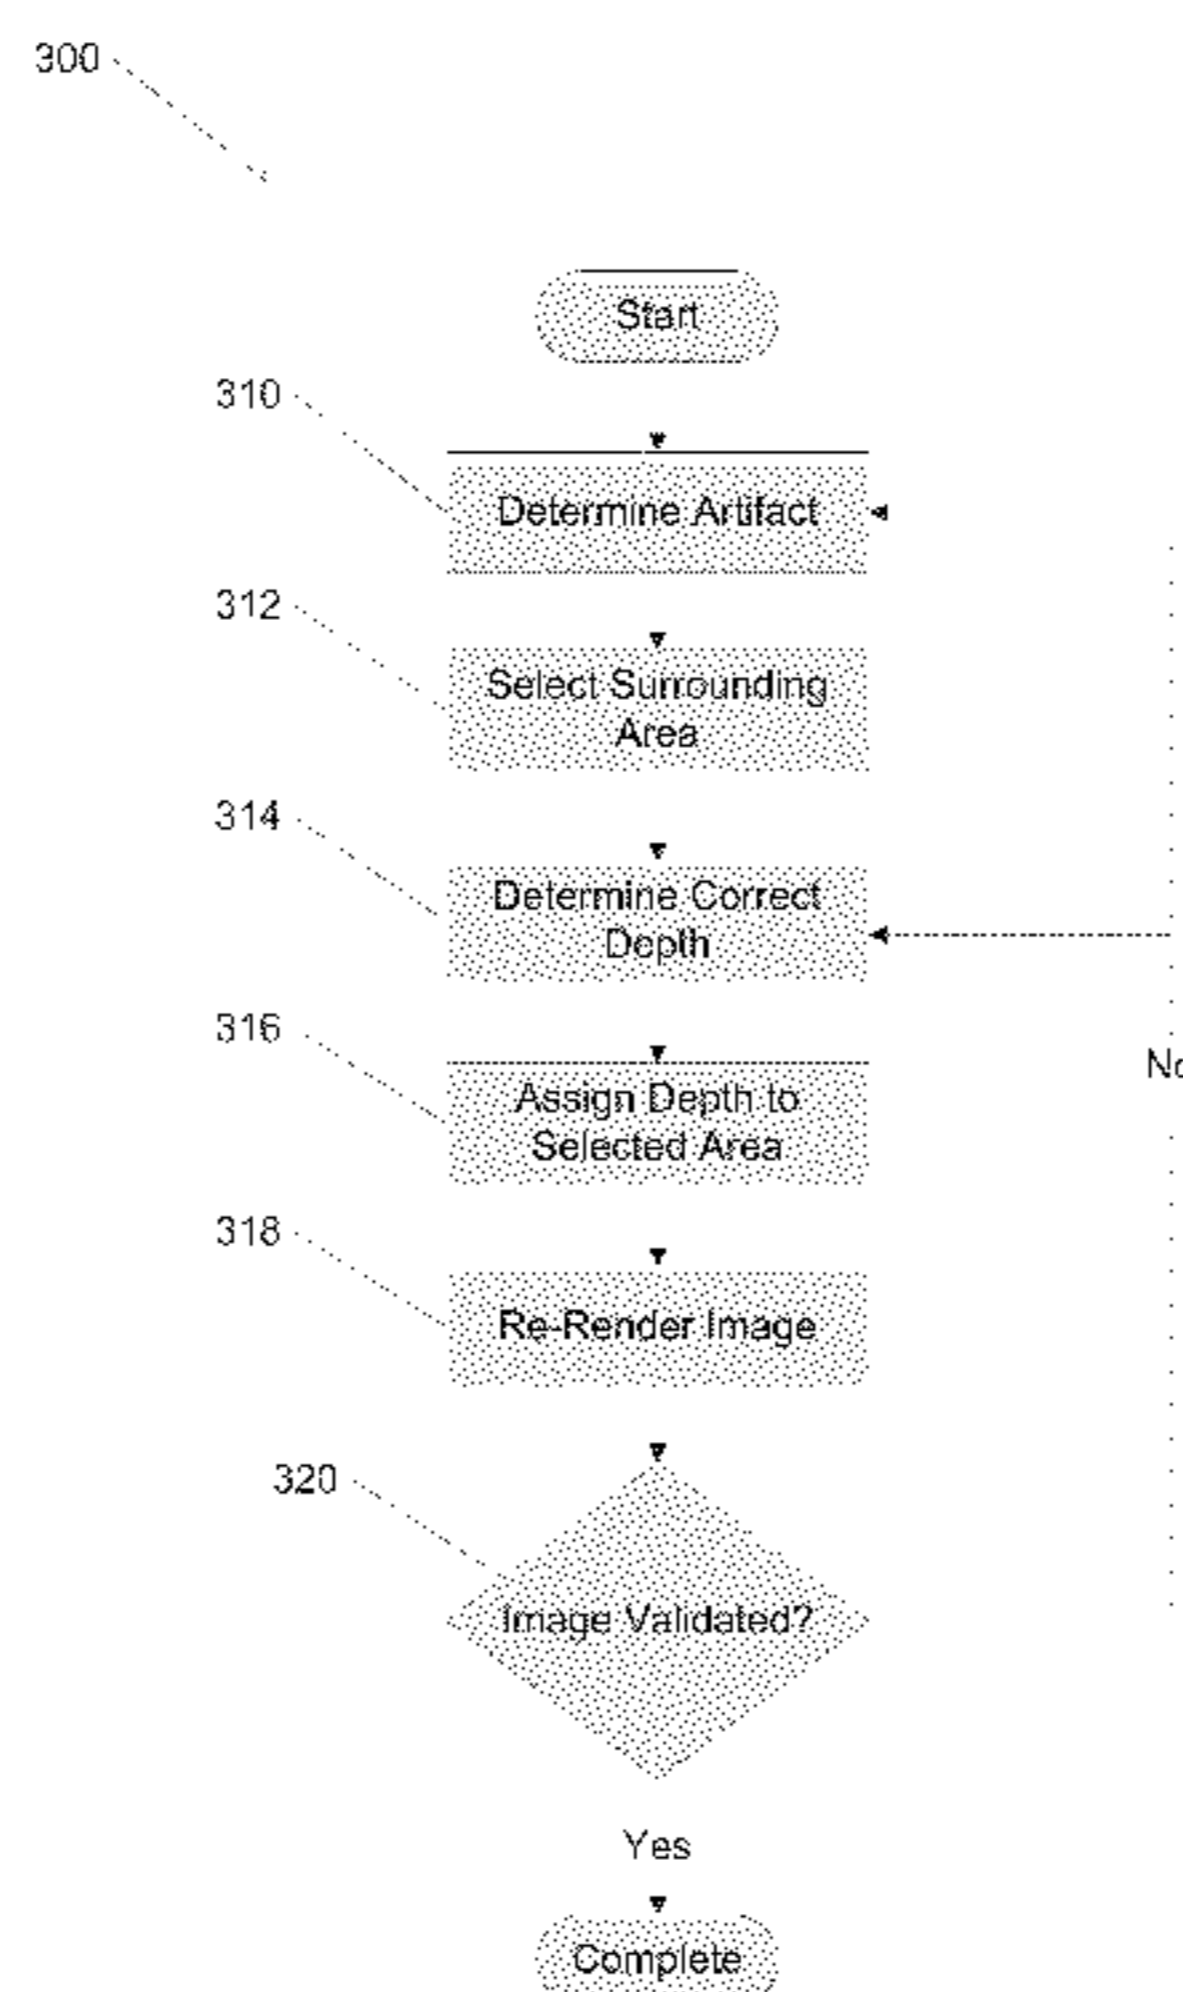 300
Start
310
Determine Artifact
312
Select Surrounding
Area
314
Determine Correct
Depth
316
Assign Depth to
Selected Area
No
318
Re-Render Image
320
Image Validated?
Yes
Complete